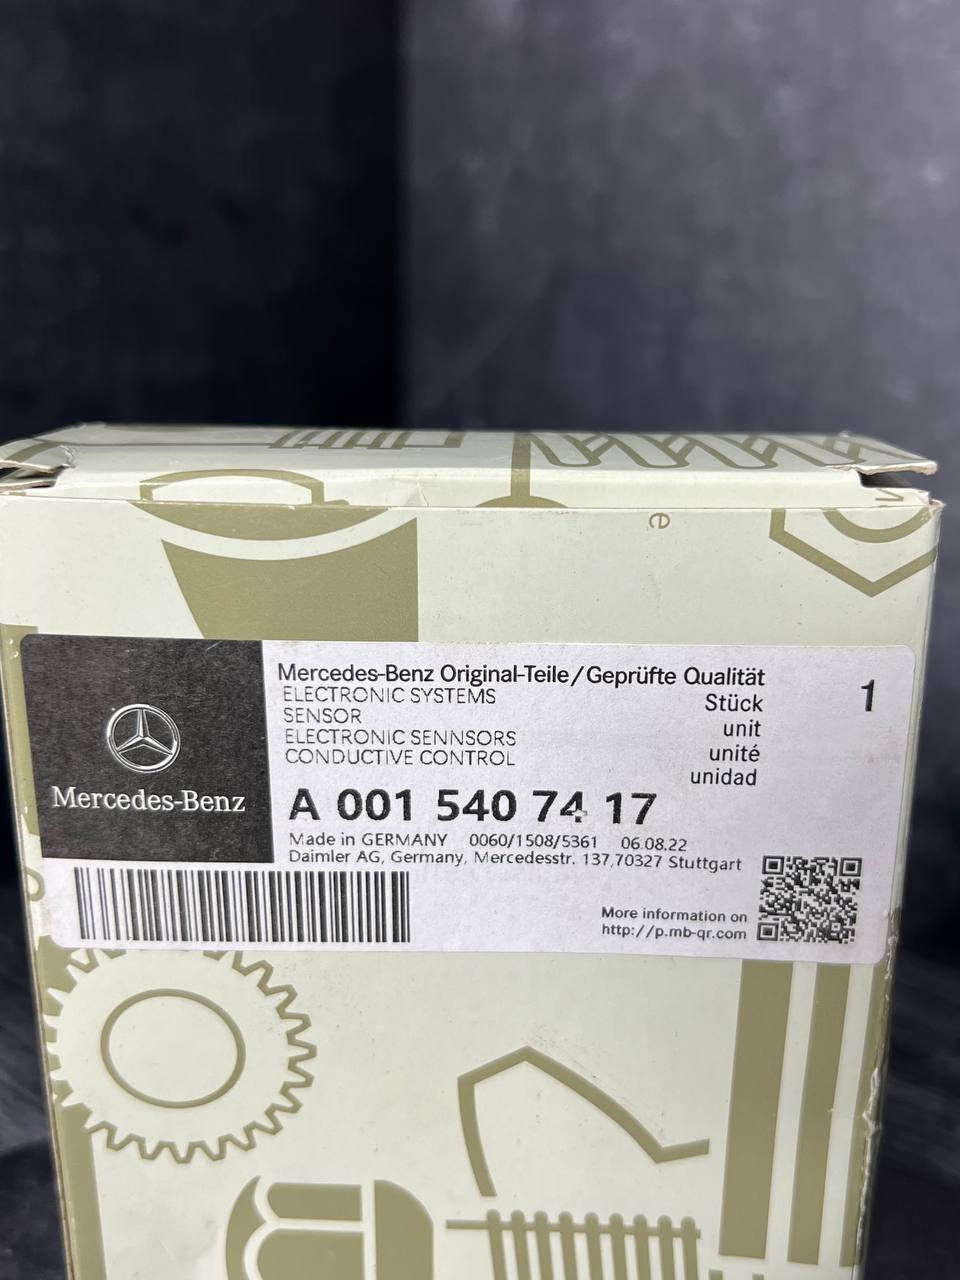 e
Mercedes-Benz Original-Teile/Geprüfte Qualität
ELECTRONIC SYSTEMS
SENSOR
ELECTRONIC SENNSORS
CONDUCTIVE CONTROL
Stück
unit
unité
unidad
1
Mercedes-Benz
A 001 540 74 17
Made in GERMANY 0060/1508/5361 06.08.22
Daimler AG, Germany, Mercedesstr. 137,70327 Stuttgart
More information on
http://p.mb-qr.com